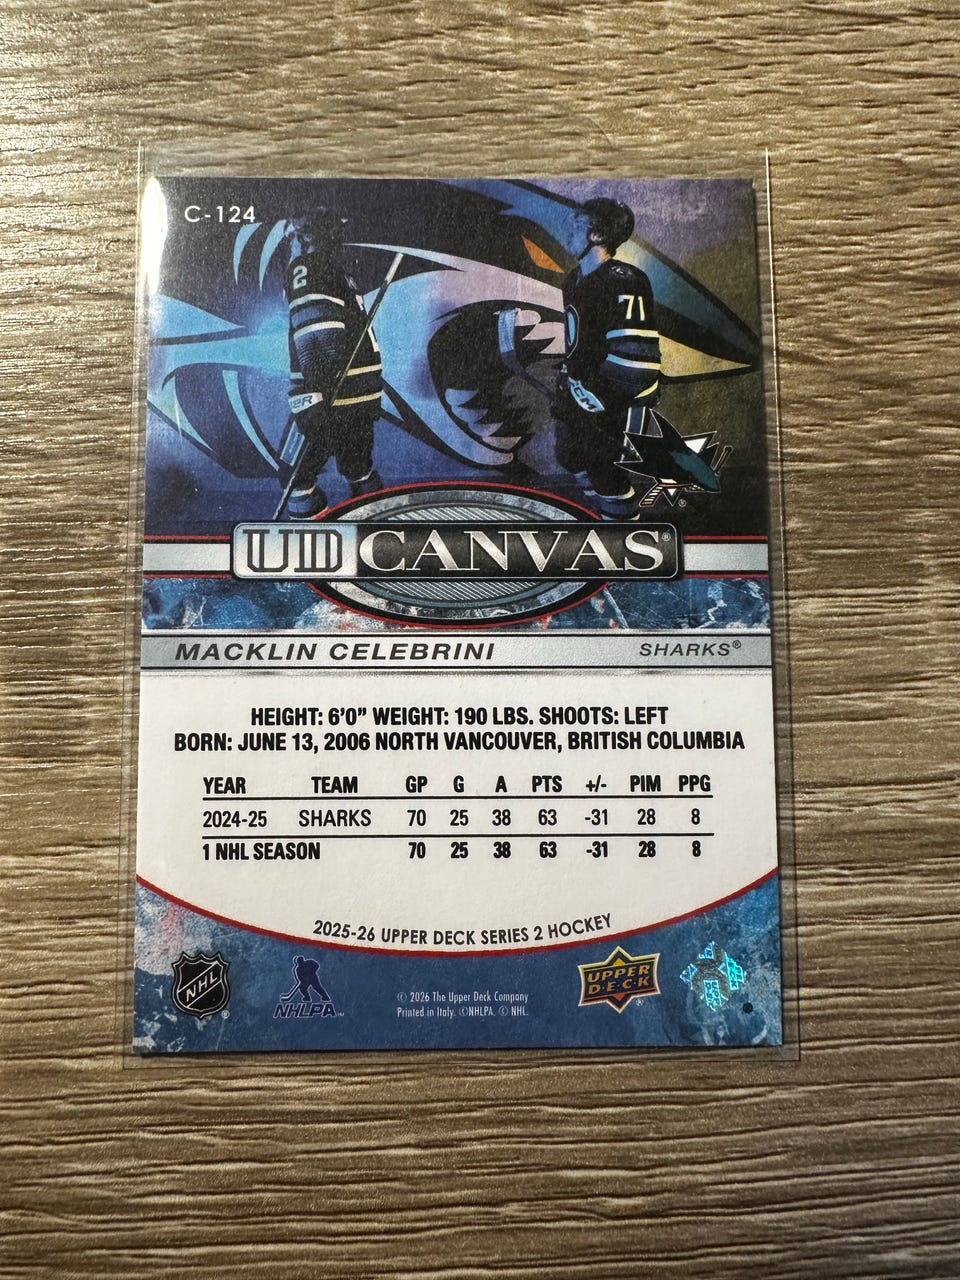 C-124
2
71
CCM
UD CANVAS®
MACKLIN CELEBRINI SHARKS®
HEIGHT: 6'0" WEIGHT: 190 LBS. SHOOTS: LEFT
BORN: JUNE 13, 2006 NORTH VANCOUVER, BRITISH COLUMBIA
YEAR TEAM GP G A PTS +/- PIM PPG
2024-25 SHARKS 70 25 38 63 -31 28 8
1 NHL SEASON 70 25 38 63 -31 28 8
2025-26 UPPER DECK SERIES 2 HOCKEY
NHL®
NHLPA™
© 2026 The Upper Deck Company
Printed in Italy. ©NHLPA. © NHL.
UPPER
DECK®